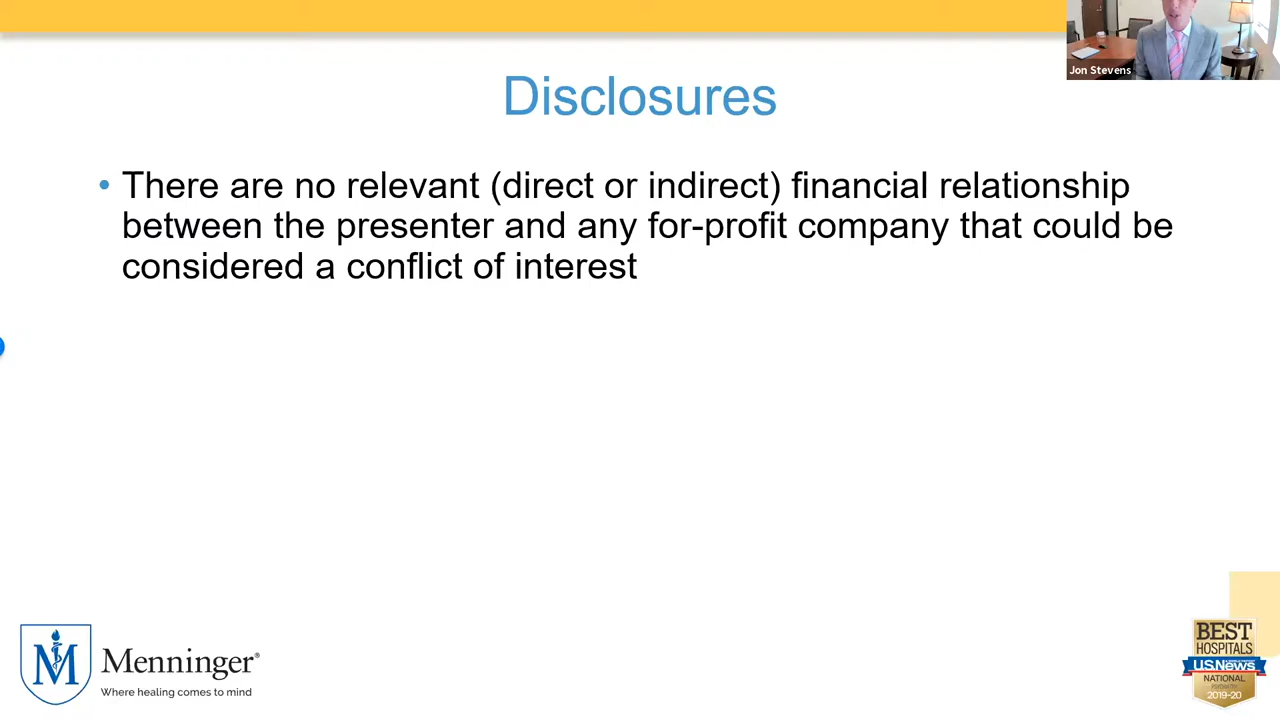 Jon Stevens
Disclosures
• There are no relevant (direct or indirect) financial relationship
between the presenter and any for-profit company that could be
considered a conflict of interest
M
Menninger®
Where healing comes to mind
BEST
HOSPITALS
U.S.News
NATIONAL
PSYCHIATRY
2019-20